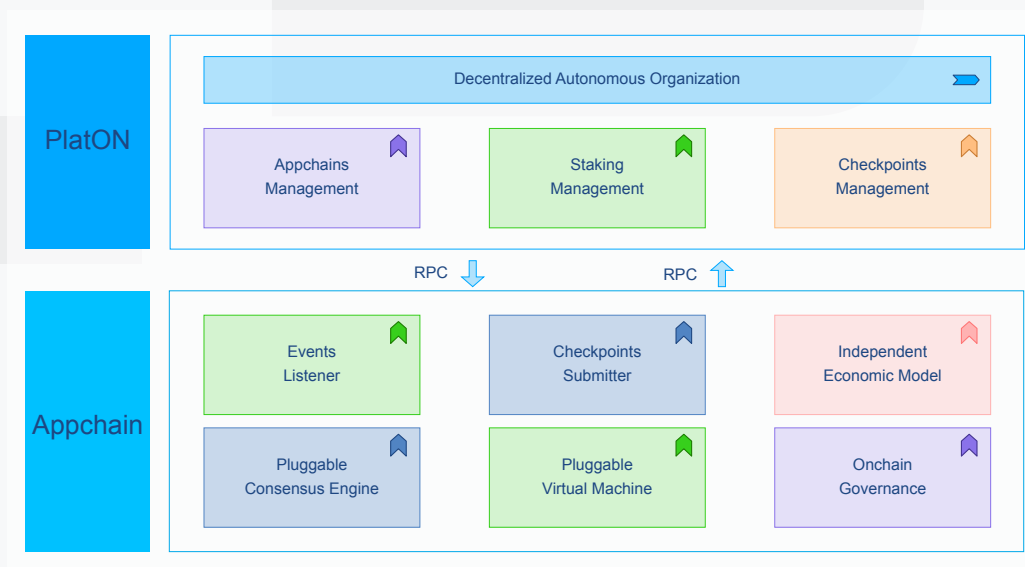 PlatON
Decentralized Autonomous Organization
Appchains
Management
Staking
Management
Checkpoints
Management
RPC
RPC
Appchain
Events
Listener
Checkpoints
Submitter
Independent
Economic Model
Pluggable
Consensus Engine
Pluggable
Virtual Machine
Onchain
Governance